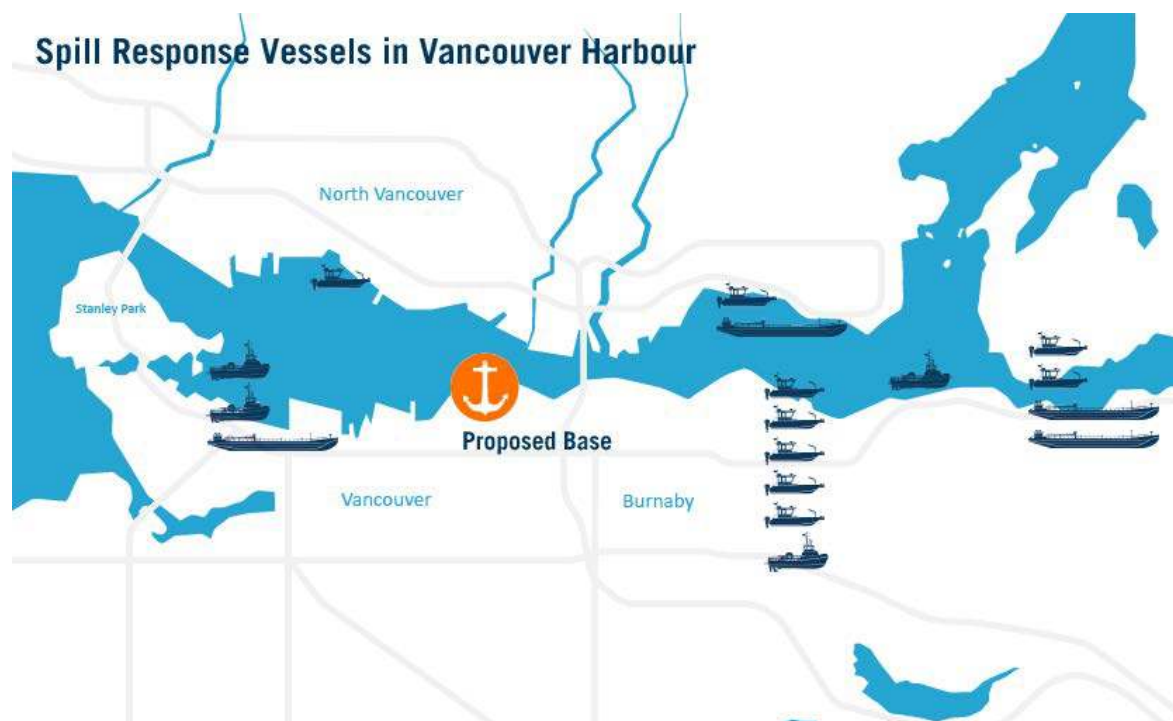 Spill Response Vessels in Vancouver Harbour
North Vancouver
Stanley Park
Proposed Base
Vancouver
Burnaby